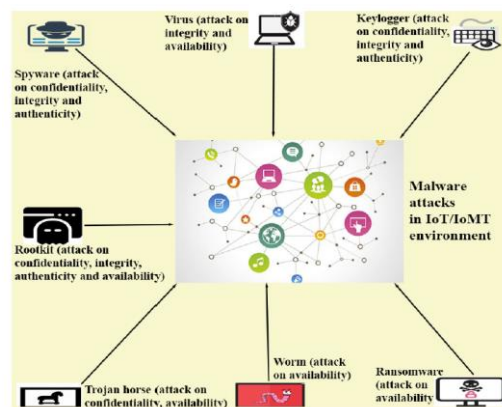 Virus (attack on
integrity and
availability)
Keylogger (attack
on confidentiality,
integrity and
authenticity)
Spyware (attack
on confidentiality,
integrity and
authenticity)
Malware
attacks
in IoT/IoMT
environment
Rootkit (attack on
confidentiality, integrity,
authenticity and availability)
Trojan horse (attack on
confidentiality, availability)
Worm (attack
on availability)
Ransomware
(attack on
availability